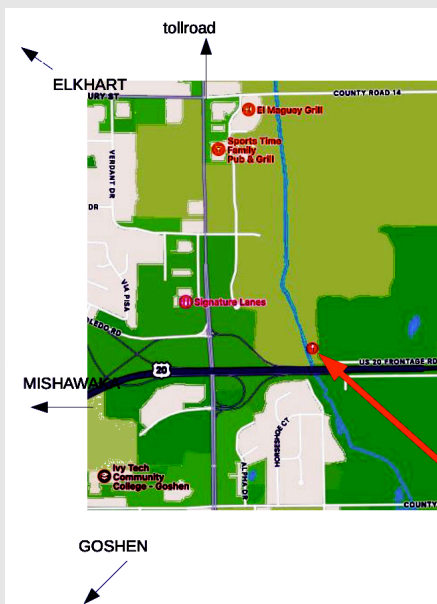 tollroad
ELKHART
URY ST
COUNTY ROAD 14
El Maguey Grill
Sports Time
Family
Pub & Grill
VERDANT DR
DR
VIA PISA
Signature Lanes
OLEDO RD
US 20 FRONTAGE RD
20
MISHAWAKA
HORSESHOE CT
Ivy Tech
Community
College - Goshen
ALPHA DR
COUNTY
GOSHEN